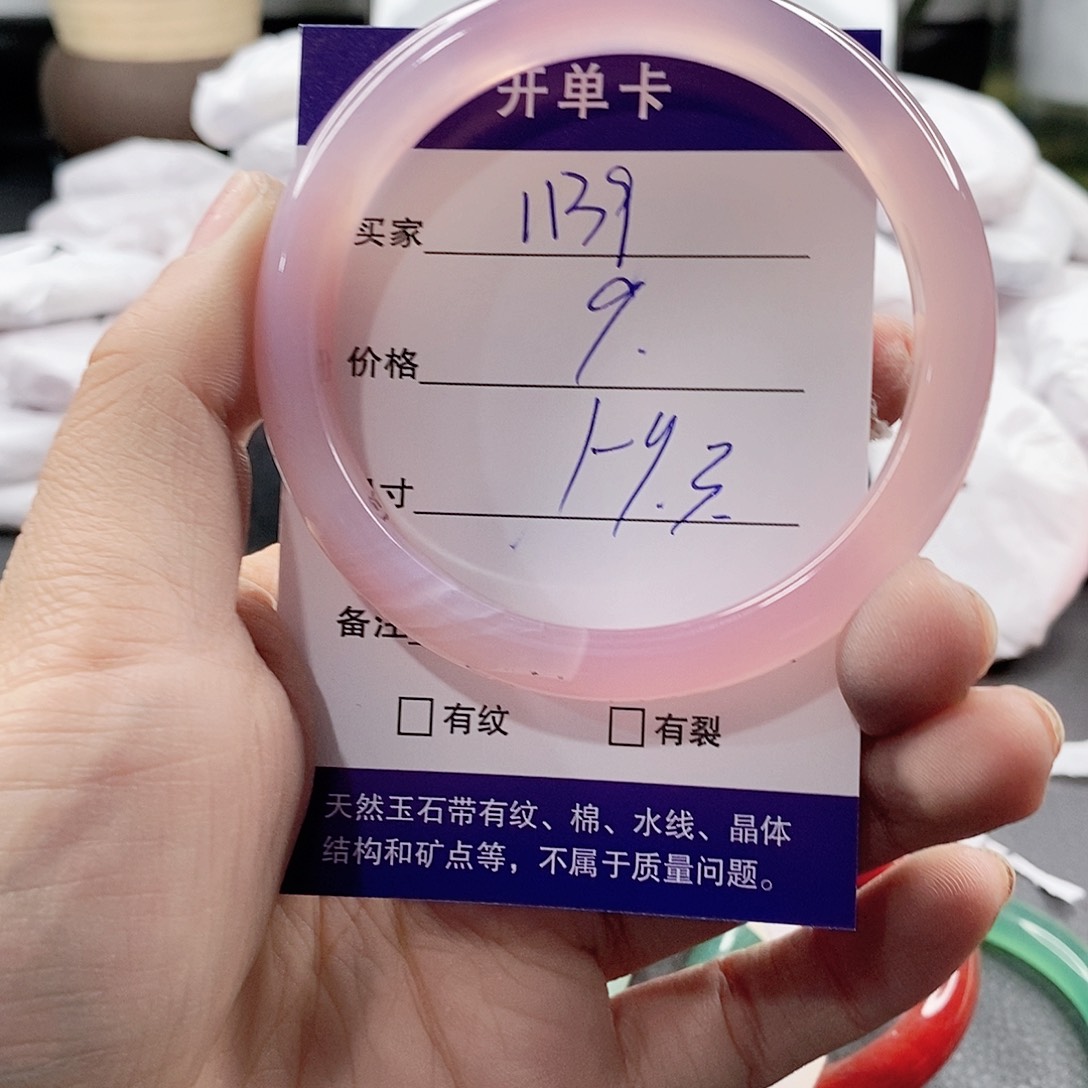 开单卡
买家 1139
价格 9.
寸
备注
有纹 有裂
天然玉石带有纹、棉、水线、晶体
结构和矿点等，不属于质量问题。